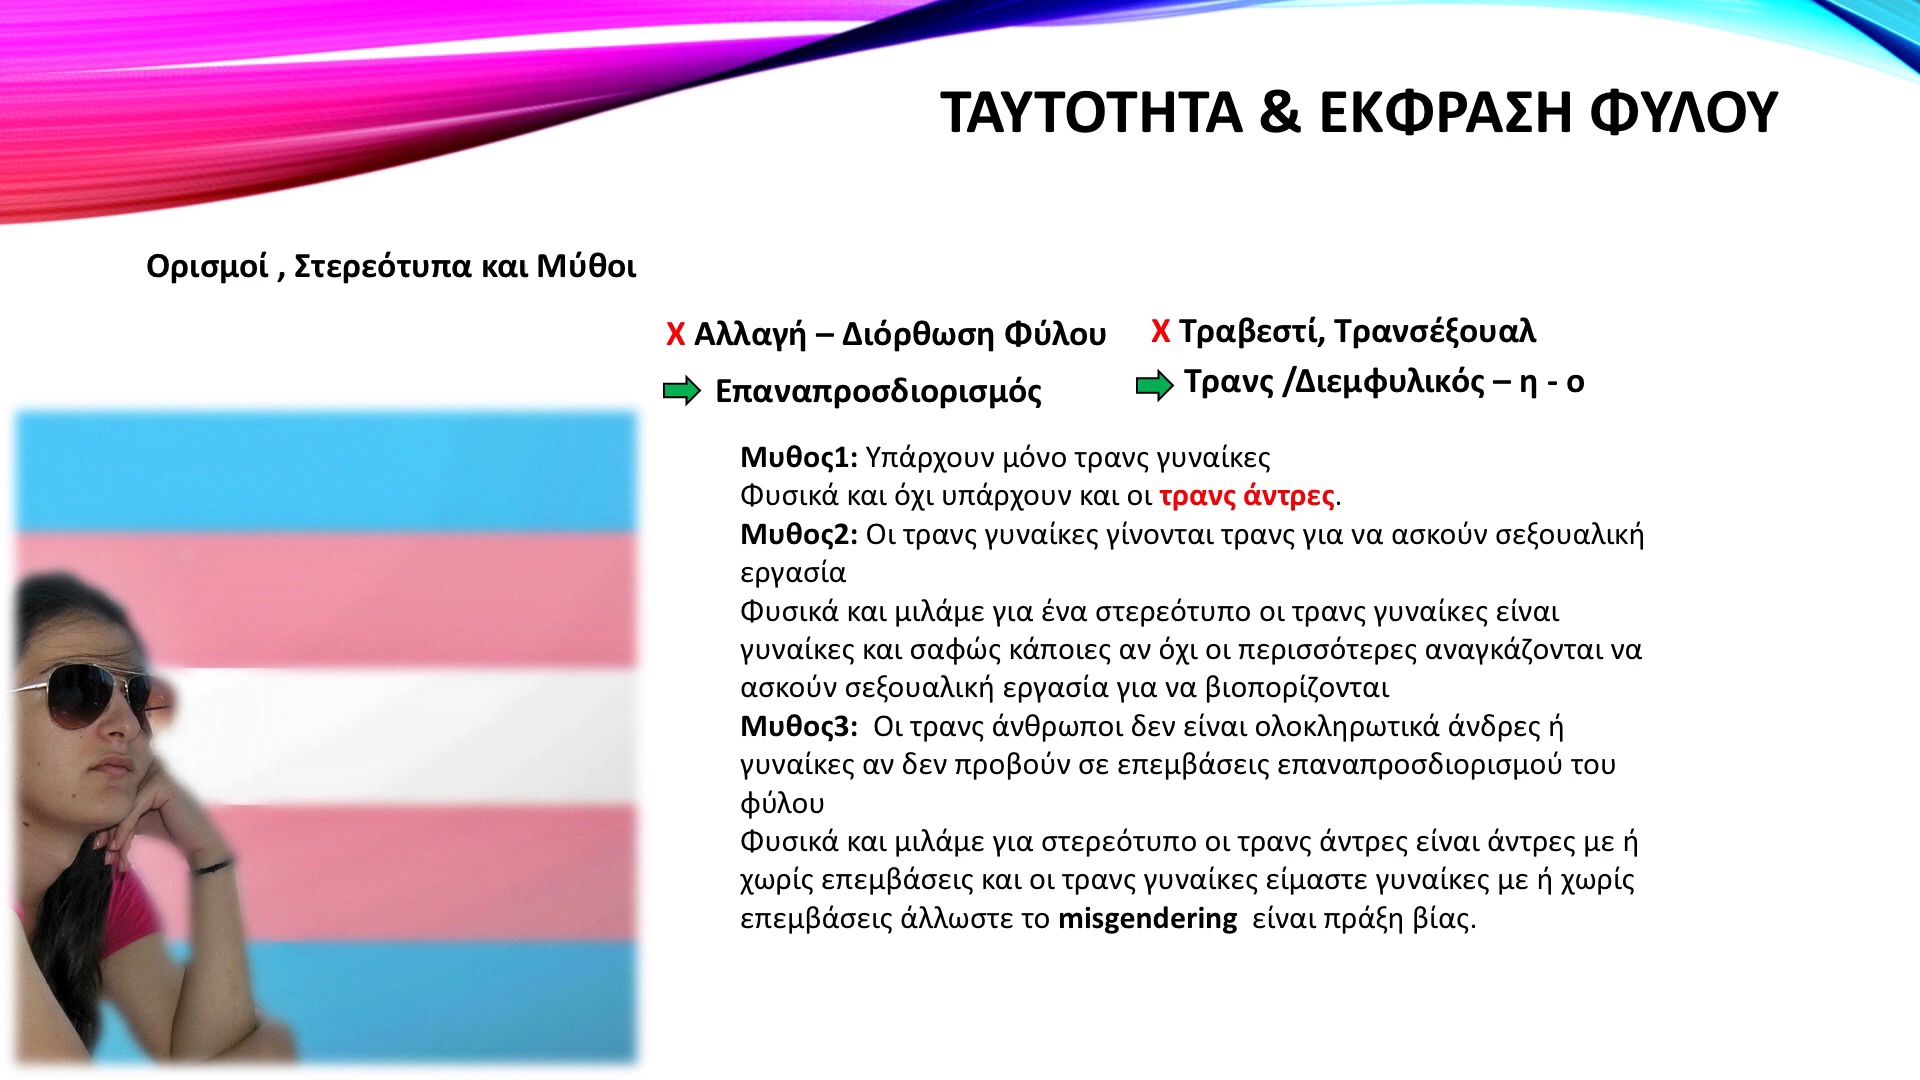 ΤΑΥΤΟΤΗΤΑ & ΕΚΦΡΑΣΗ ΦΥΛΟΥ
Ορισμοί , Στερεότυπα και Μύθοι
Χ Αλλαγή – Διόρθωση Φύλου
Επαναπροσδιορισμός
Χ Τραβεστί, Τρανσέξουαλ
Τρανς /Διεμφυλικός – η - ο
Μυθος1: Υπάρχουν μόνο τρανς γυναίκες
Φυσικά και όχι υπάρχουν και οι τρανς άντρες.
Μυθος2: Οι τρανς γυναίκες γίνονται τρανς για να ασκούν σεξουαλική
εργασία
Φυσικά και μιλάμε για ένα στερεότυπο οι τρανς γυναίκες είναι
γυναίκες και σαφώς κάποιες αν όχι οι περισσότερες αναγκάζονται να
ασκούν σεξουαλική εργασία για να βιοπορίζονται
Μυθος3:  Οι τρανς άνθρωποι δεν είναι ολοκληρωτικά άνδρες ή
γυναίκες αν δεν προβούν σε επεμβάσεις επαναπροσδιορισμού του
φύλου
Φυσικά και μιλάμε για στερεότυπο οι τρανς άντρες είναι άντρες με ή
χωρίς επεμβάσεις και οι τρανς γυναίκες είμαστε γυναίκες με ή χωρίς
επεμβάσεις άλλωστε το misgendering  είναι πράξη βίας.